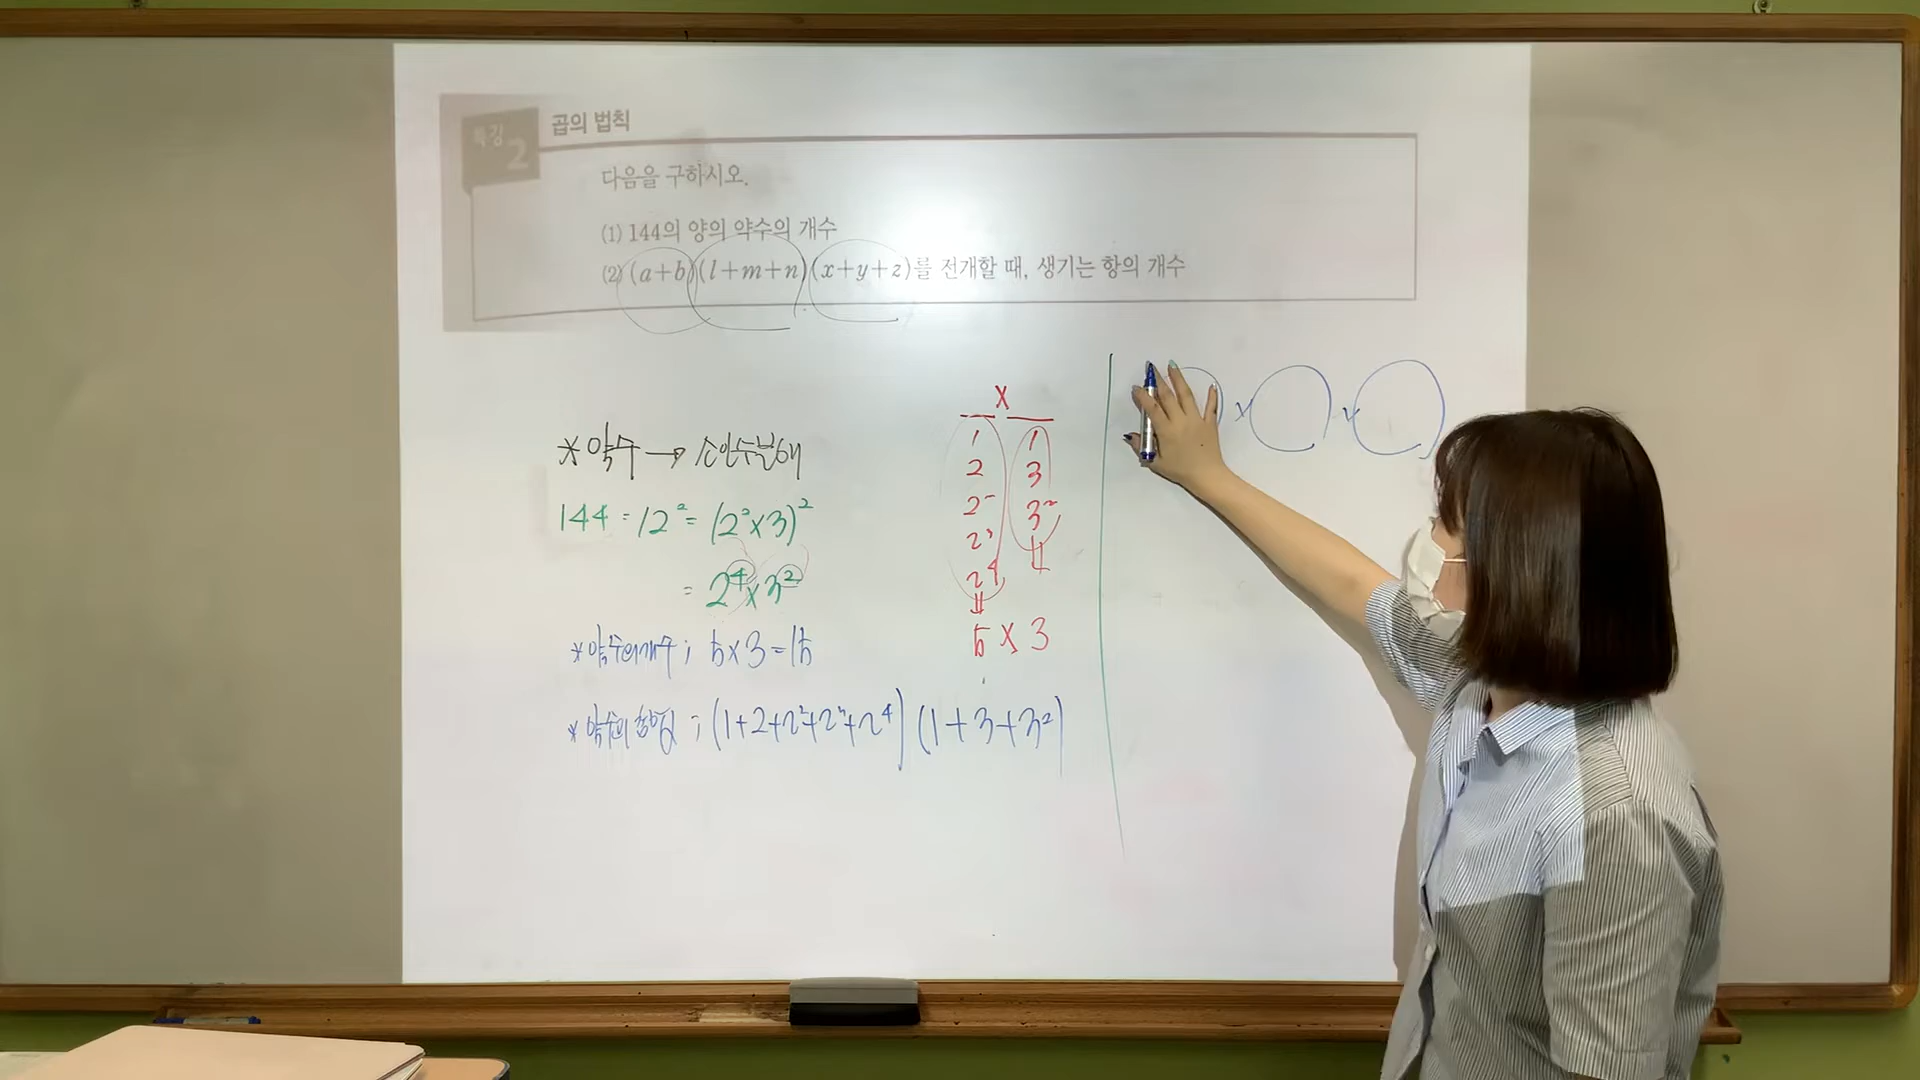 특강 2
곱의 법칙
다음을 구하시오.
(1) 144의 양의 약수의 개수
(2) (a+b)(l+m+n)(x+y+z)를 전개할 때, 생기는 항의 개수
* 약수 → 소인수분해
144 = 12² = (2²×3)²
= 2⁴×3²
* 약수의 개수 ; 5×3=15
* 약수의 총합 ; (1+2+2²+2³+2⁴)(1+3+3²)
×
1 1
2 3
2² 3²
2³
2⁴
5 × 3
× ×